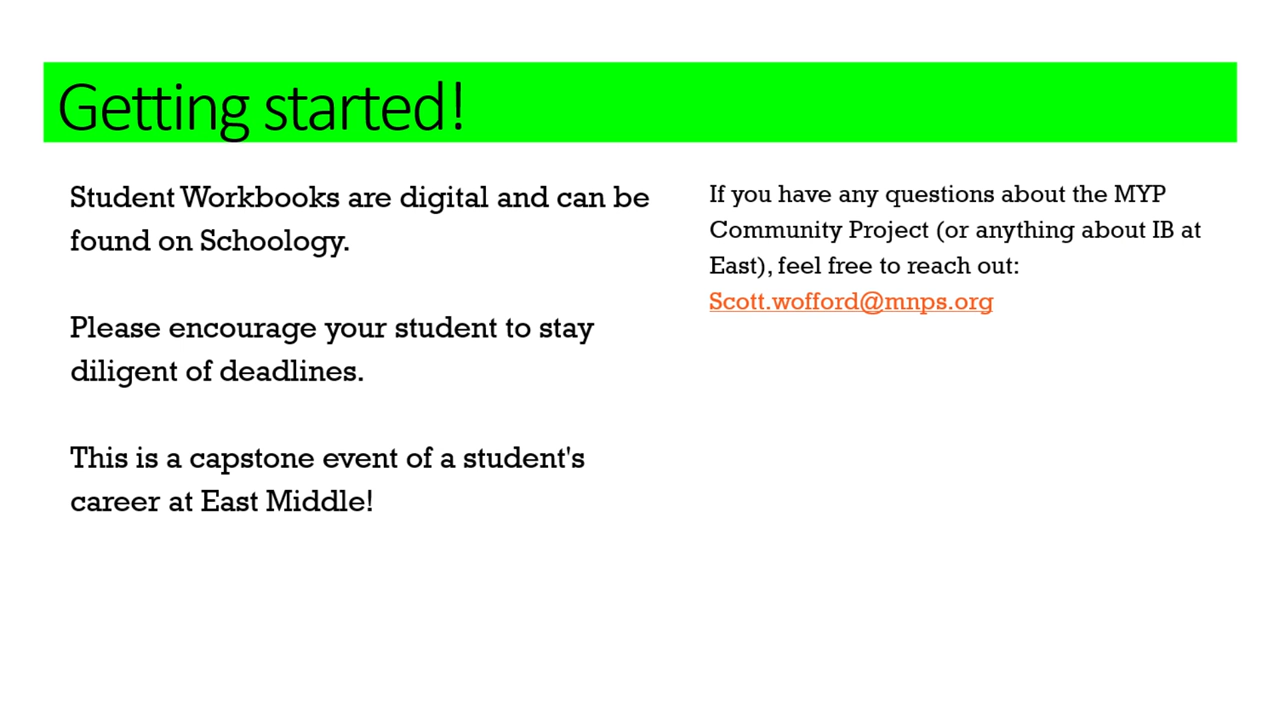 Getting started!
Student Workbooks are digital and can be
found on Schoology.
Please encourage your student to stay
diligent of deadlines.
This is a capstone event of a student's
career at East Middle!
If you have any questions about the MYP
Community Project (or anything about IB at
East), feel free to reach out:
Scott.wofford@mnps.org